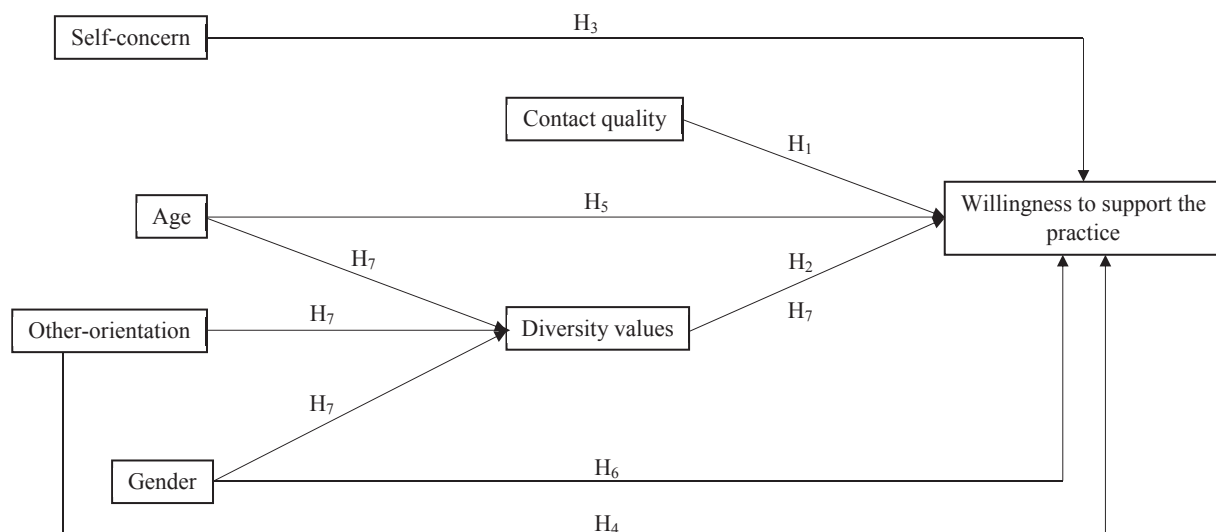 H₃
Self-concern
Contact quality
H₁
Age
H₅
Willingness to support the
practice
H₇
H₂
Other-orientation
H₇
Diversity values
H₇
H₇
Gender
H₆
H₄